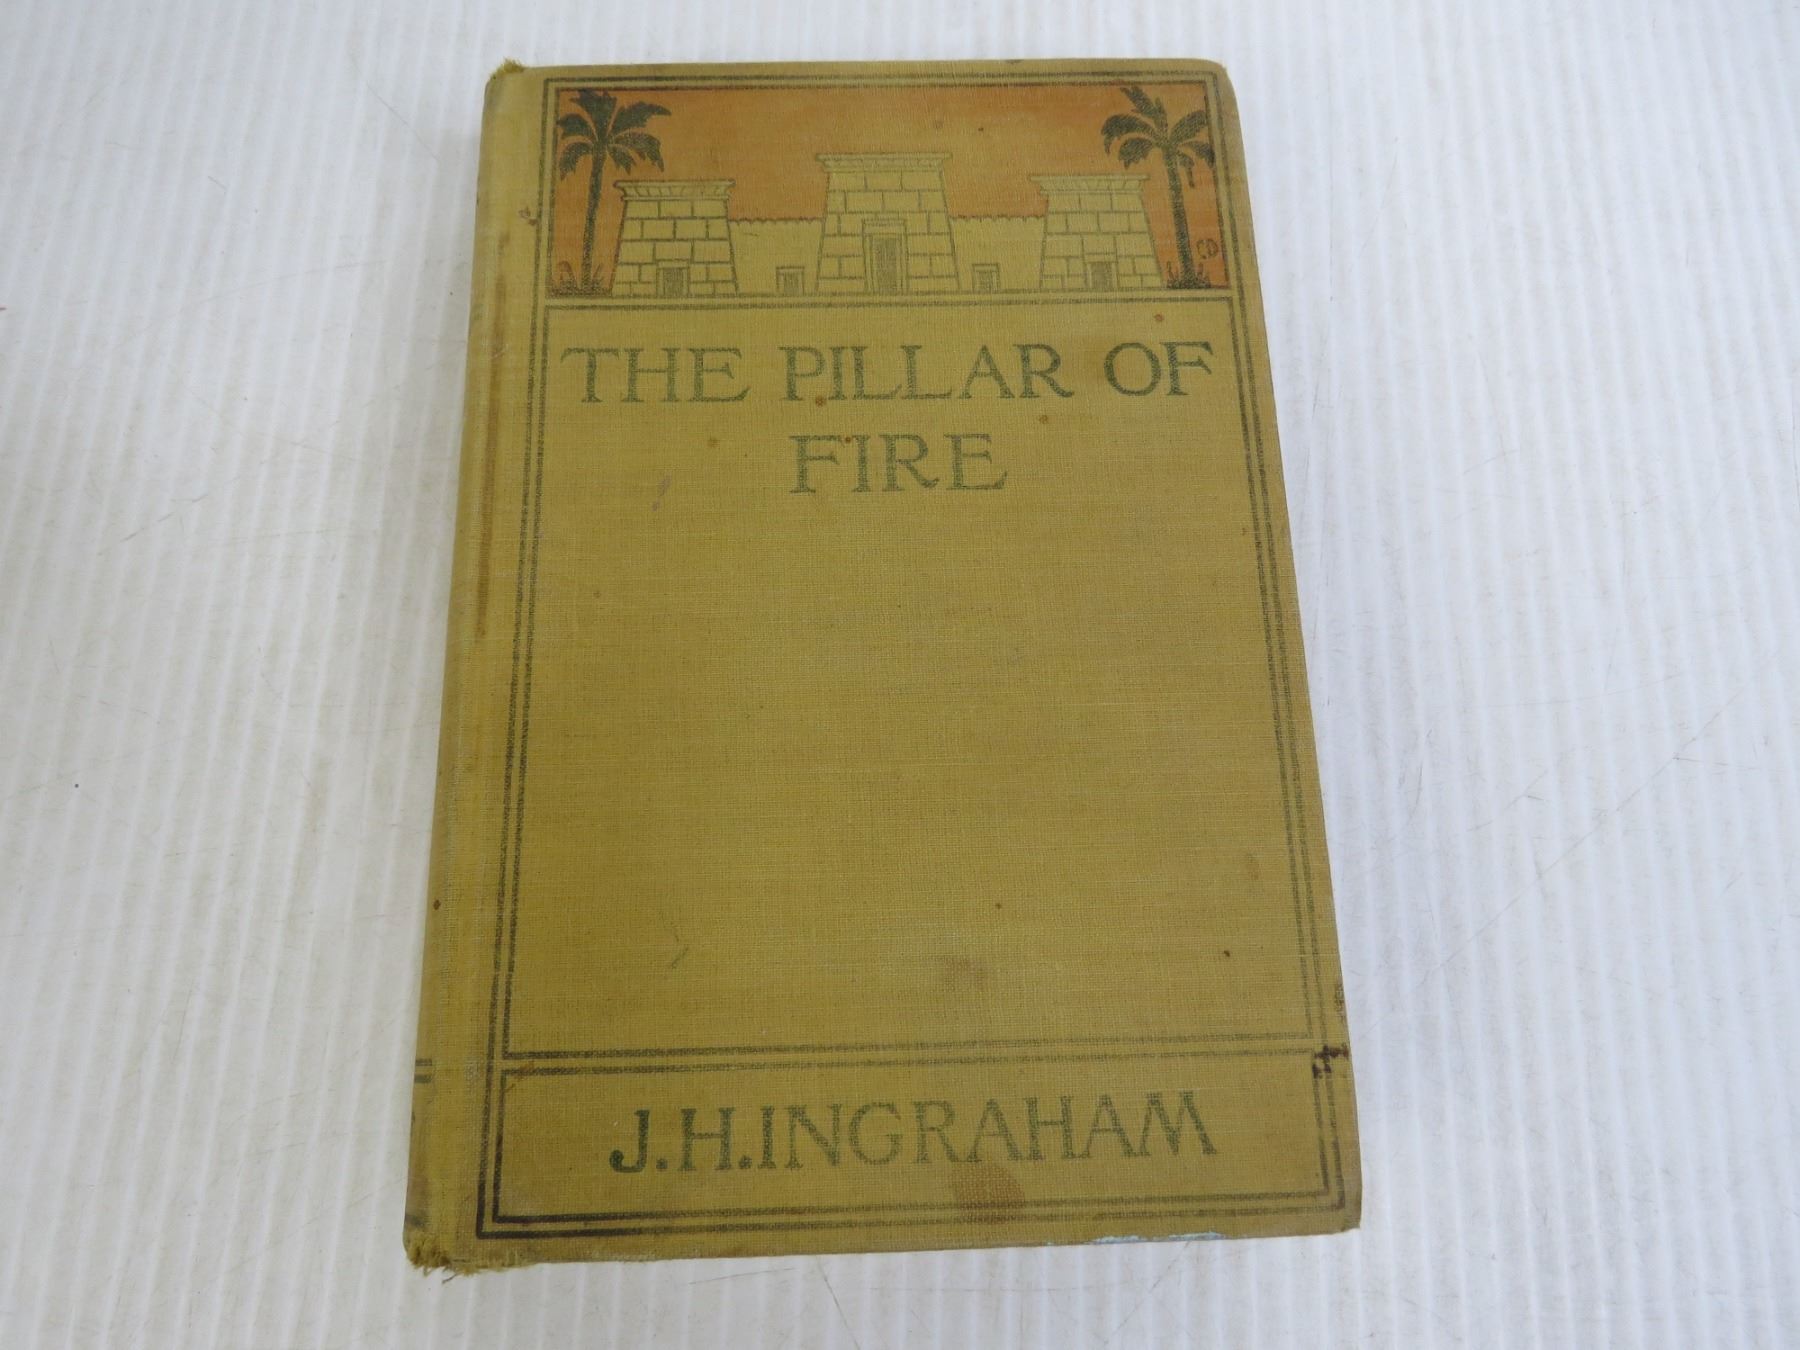 THE PILLAR OF
FIRE
J.H.INGRAHAM